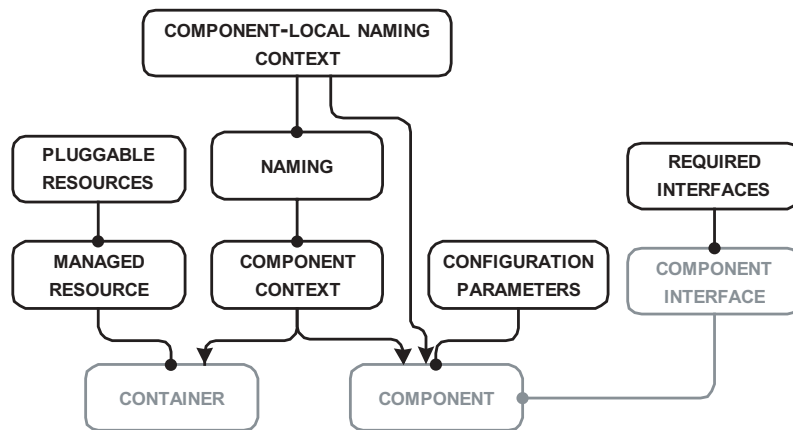 COMPONENT-LOCAL NAMING
CONTEXT
PLUGGABLE
RESOURCES
NAMING
REQUIRED
INTERFACES
MANAGED
RESOURCE
COMPONENT
CONTEXT
CONFIGURATION
PARAMETERS
COMPONENT
INTERFACE
CONTAINER
COMPONENT